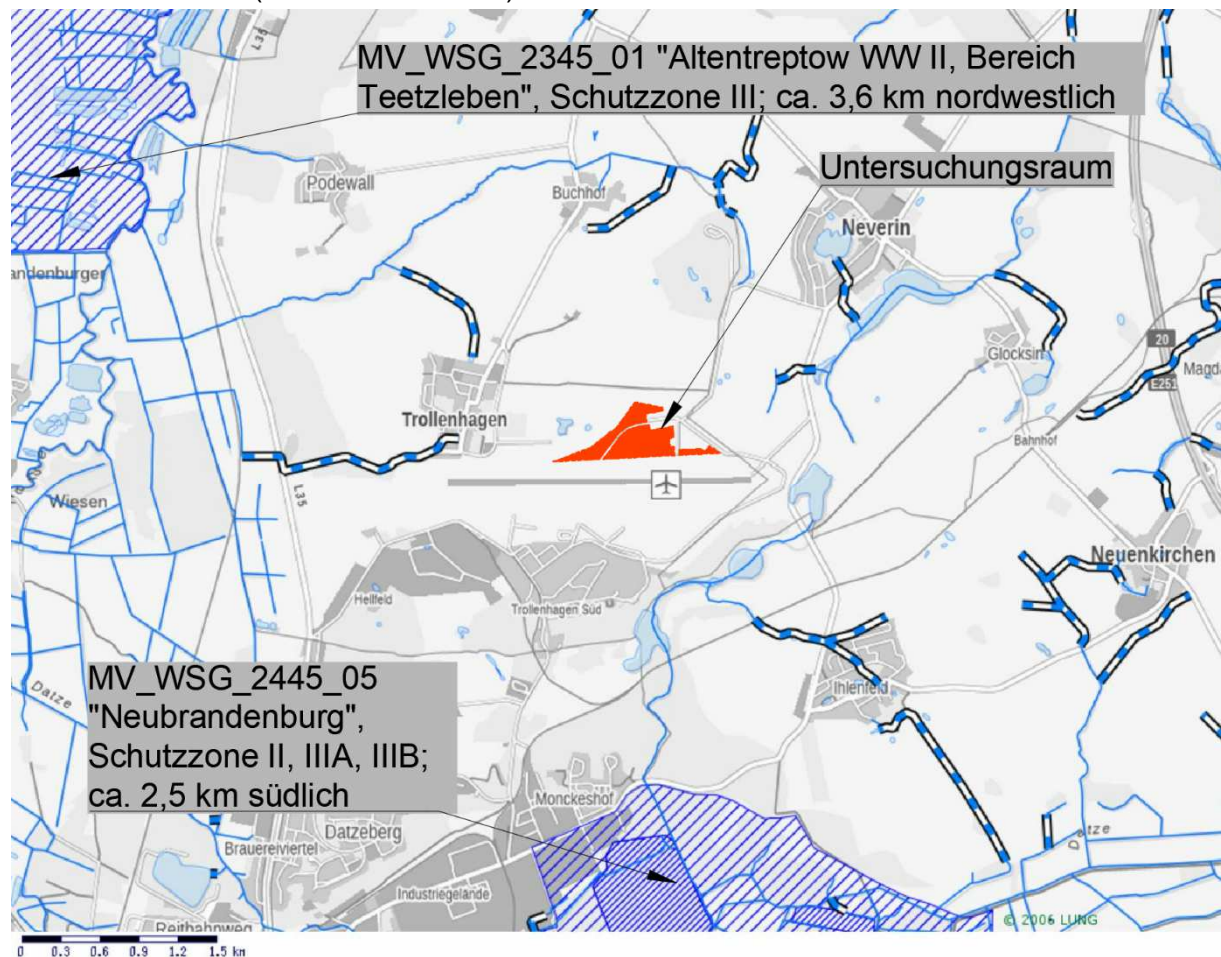 MV_WSG_2345_01 "Altentreptow WW II, Bereich
Teetzleben", Schutzzone III; ca. 3,6 km nordwestlich
L35
Untersuchungsraum
Podewall
Buchhof
Neverin
andenburger
Glocksin
20
E251
Magda
Trollenhagen
Bahnhof
Wiesen
L35
Neuenkirchen
Hellfeld
Trollenhagen Süd
MV_WSG_2445_05
"Neubrandenburg",
Schutzzone II, IIIA, IIIB;
ca. 2,5 km südlich
Datze
Ihlenfeld
Monckeshof
Datzeberg
Brauereiviertel
Datze
Industriegelände
Reitbahnweg
© 2006 LUNG
0 0.3 0.6 0.9 1.2 1.5 km